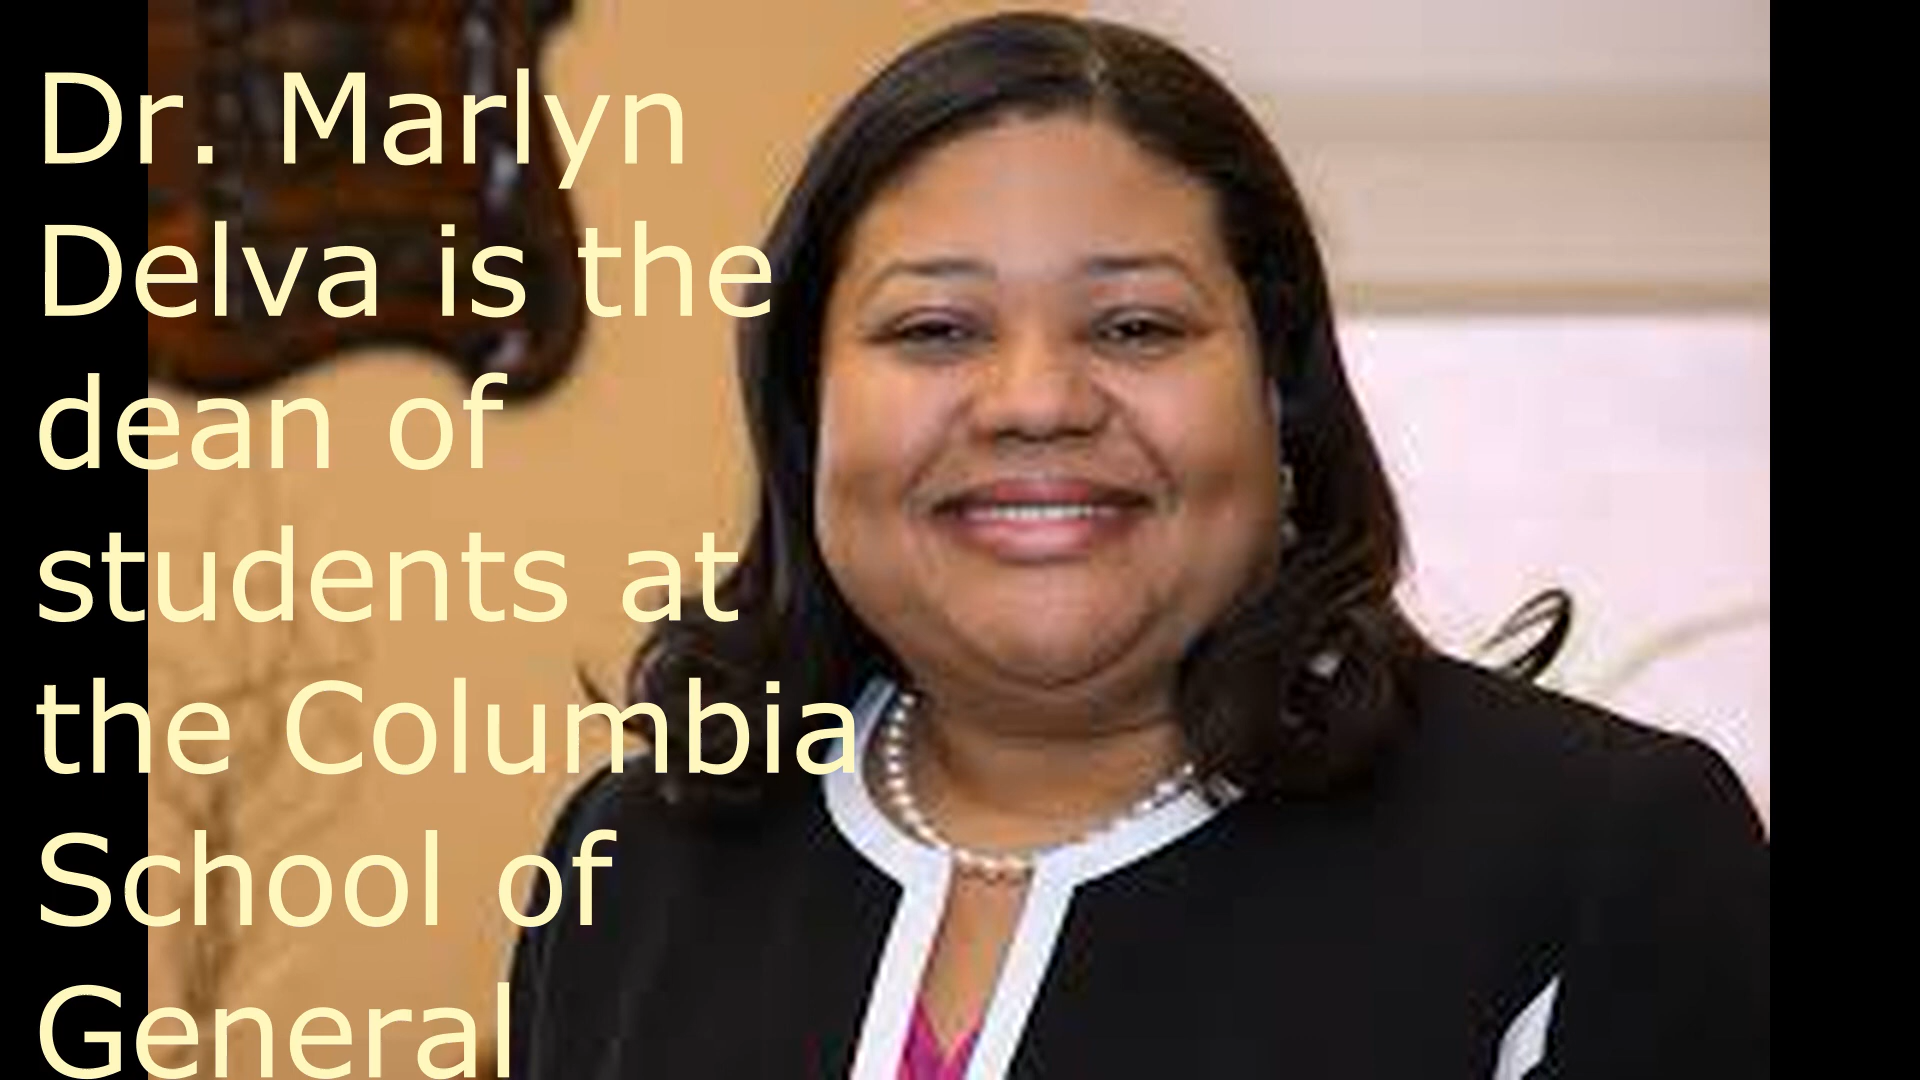 Dr. Marlyn
Delva is the
dean of
students at
the Columbia
School of
General